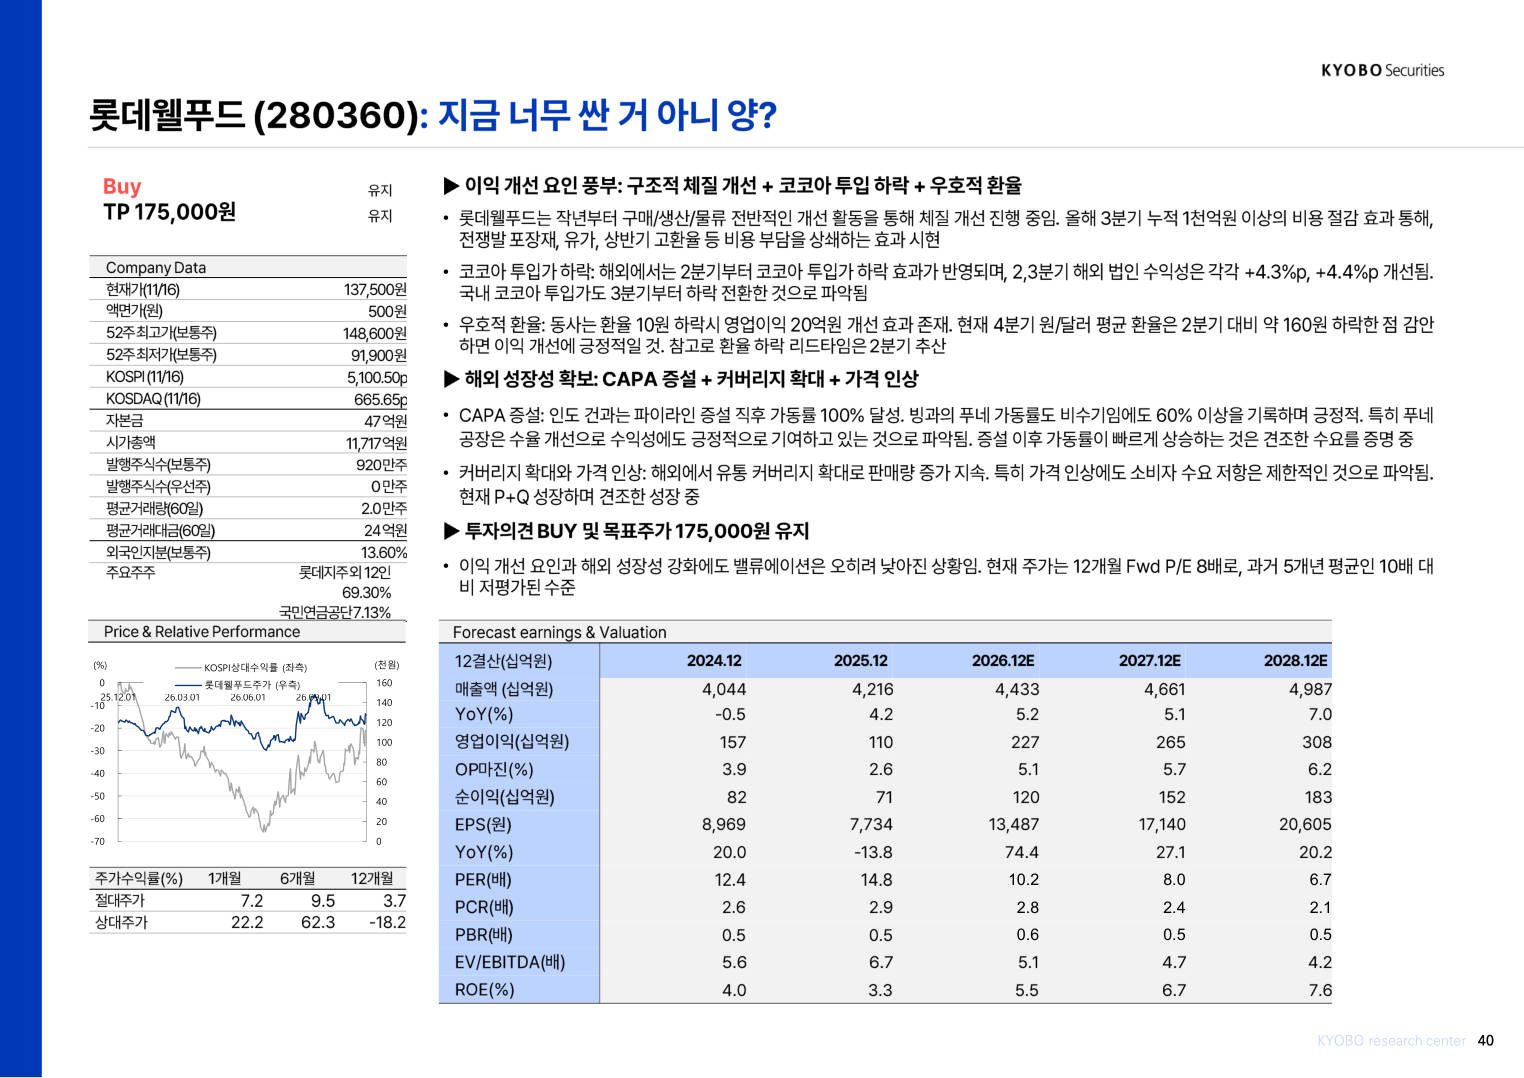 KYOBO Securities
롯데웰푸드 (280360): 지금 너무 싼 거 아니 양?
Buy 유지
TP 175,000원 유지
Company Data
현재가(11/16) 137,500원
액면가(원) 500원
52주 최고가(보통주) 148,600원
52주 최저가(보통주) 91,900원
KOSPI (11/16) 5,100.50p
KOSDAQ (11/16) 665.65p
자본금 47억원
시가총액 11,717억원
발행주식수(보통주) 920만주
발행주식수(우선주) 0만주
평균거래량(60일) 2.0만주
평균거래대금(60일) 24억원
외국인지분(보통주) 13.60%
주요주주 롯데지주 외 12인
69.30%
국민연금공단 7.13%
Price & Relative Performance
(%) KOSPI상대수익률 (좌측) (천원)
롯데웰푸드주가 (우측)
0 160
25.12.01 26.03.01 26.06.01 26.09.01
-10 140
-20 120
-30 100
-40 80
60
-50 40
-60 20
-70 0
주가수익률(%) 1개월 6개월 12개월
절대주가 7.2 9.5 3.7
상대주가 22.2 62.3 -18.2
▶ 이익 개선 요인 풍부: 구조적 체질 개선 + 코코아 투입 하락 + 우호적 환율
• 롯데웰푸드는 작년부터 구매/생산/물류 전반적인 개선 활동을 통해 체질 개선 진행 중임. 올해 3분기 누적 1천억원 이상의 비용 절감 효과 통해,
전쟁발 포장재, 유가, 상반기 고환율 등 비용 부담을 상쇄하는 효과 시현
• 코코아 투입가 하락: 해외에서는 2분기부터 코코아 투입가 하락 효과가 반영되며, 2,3분기 해외 법인 수익성은 각각 +4.3%p, +4.4%p 개선됨.
국내 코코아 투입가도 3분기부터 하락 전환한 것으로 파악됨
• 우호적 환율: 동사는 환율 10원 하락시 영업이익 20억원 개선 효과 존재. 현재 4분기 원/달러 평균 환율은 2분기 대비 약 160원 하락한 점 감안
하면 이익 개선에 긍정적일 것. 참고로 환율 하락 리드타임은 2분기 추산
▶ 해외 성장성 확보: CAPA 증설 + 커버리지 확대 + 가격 인상
• CAPA 증설: 인도 건과는 파이라인 증설 직후 가동률 100% 달성. 빙과의 푸네 가동률도 비수기임에도 60% 이상을 기록하며 긍정적. 특히 푸네
공장은 수율 개선으로 수익성에도 긍정적으로 기여하고 있는 것으로 파악됨. 증설 이후 가동률이 빠르게 상승하는 것은 견조한 수요를 증명 중
• 커버리지 확대와 가격 인상: 해외에서 유통 커버리지 확대로 판매량 증가 지속. 특히 가격 인상에도 소비자 수요 저항은 제한적인 것으로 파악됨.
현재 P+Q 성장하며 견조한 성장 중
▶ 투자의견 BUY 및 목표주가 175,000원 유지
• 이익 개선 요인과 해외 성장성 강화에도 밸류에이션은 오히려 낮아진 상황임. 현재 주가는 12개월 Fwd P/E 8배로, 과거 5개년 평균인 10배 대
비 저평가된 수준
Forecast earnings & Valuation
12결산(십억원) 2024.12 2025.12 2026.12E 2027.12E 2028.12E
매출액 (십억원) 4,044 4,216 4,433 4,661 4,987
YoY(%) -0.5 4.2 5.2 5.1 7.0
영업이익(십억원) 157 110 227 265 308
OP마진(%) 3.9 2.6 5.1 5.7 6.2
순이익(십억원) 82 71 120 152 183
EPS(원) 8,969 7,734 13,487 17,140 20,605
YoY(%) 20.0 -13.8 74.4 27.1 20.2
PER(배) 12.4 14.8 10.2 8.0 6.7
PCR(배) 2.6 2.9 2.8 2.4 2.1
PBR(배) 0.5 0.5 0.6 0.5 0.5
EV/EBITDA(배) 5.6 6.7 5.1 4.7 4.2
ROE(%) 4.0 3.3 5.5 6.7 7.6
KYOBO research center 40